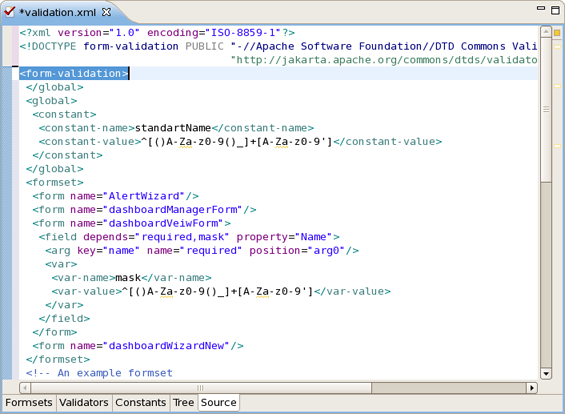 *validation.xml
<?xml version="1.0" encoding="ISO-8859-1"?>
<!DOCTYPE form-validation PUBLIC "-//Apache Software Foundation//DTD Commons Vali
"http://jakarta.apache.org/commons/dtds/validato
<form-validation>
</global>
<global>
<constant>
<constant-name>standartName</constant-name>
<constant-value>^[()A-Za-z0-9()_]+[A-Za-z0-9']</constant-value>
</constant>
</global>
<formset>
<form name="AlertWizard"/>
<form name="dashboardManagerForm"/>
<form name="dashboardVeiwForm">
<field depends="required,mask" property="Name">
<arg key="name" name="required" position="arg0"/>
<var>
<var-name>mask</var-name>
<var-value>^[()A-Za-z0-9()_]+[A-Za-z0-9']</var-value>
</var>
</field>
</form>
<form name="dashboardWizardNew"/>
</formset>
<!-- An example formset
Formsets Validators Constants Tree Source